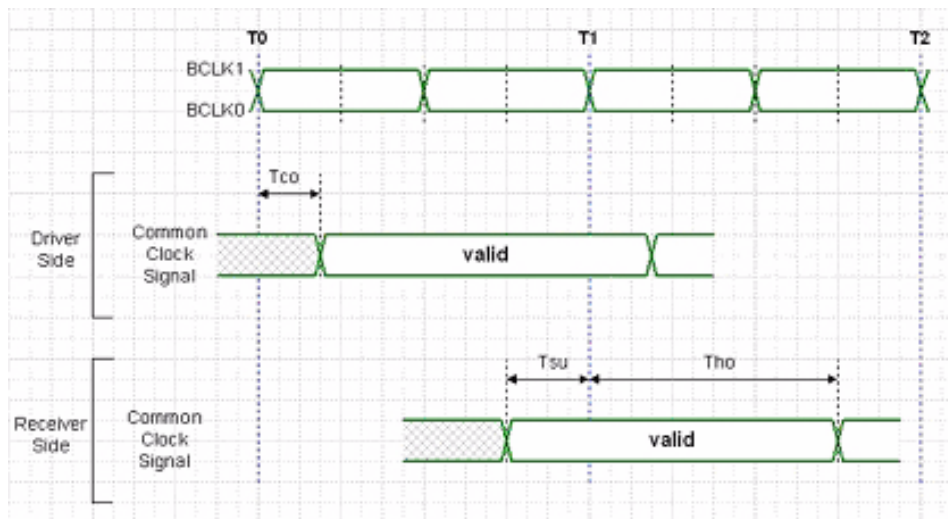 T0 T1 T2
BCLK1
BCLK0
Tco
Driver
Side
Common
Clock
Signal
valid
Tsu Tho
Receiver
Side
Common
Clock
Signal
valid